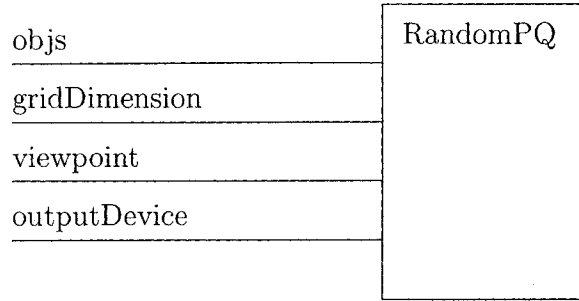 objs
RandomPQ
gridDimension
viewpoint
outputDevice